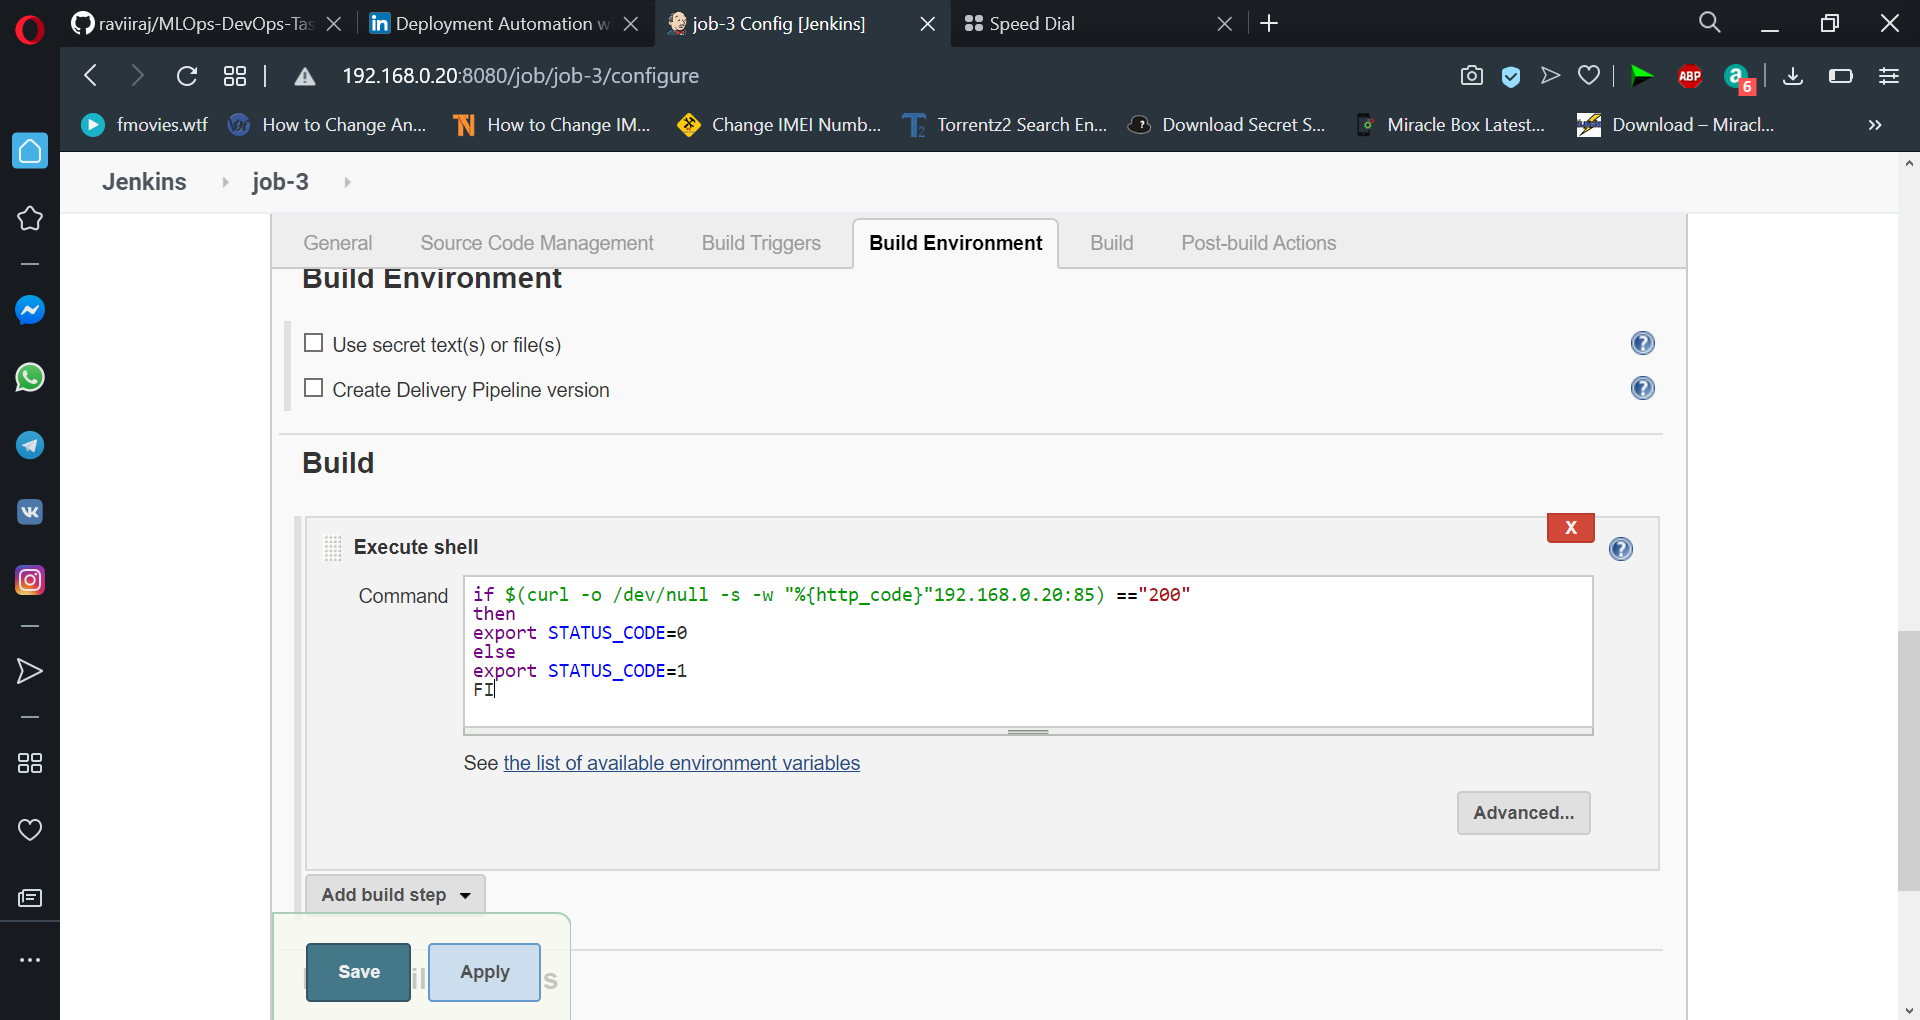 raviiraj/MLOps-DevOps-Tas
Deployment Automation w
job-3 Config [Jenkins]
Speed Dial
192.168.0.20:8080/job/job-3/configure
ABP
a
6
fmovies.wtf
How to Change An...
How to Change IM...
Change IMEI Numb...
Torrentz2 Search En...
Download Secret S...
Miracle Box Latest...
Download – Miracl...
Jenkins
job-3
General
Source Code Management
Build Triggers
Build Environment
Build
Post-build Actions
Build Environment
Use secret text(s) or file(s)
Create Delivery Pipeline version
Build
X
Execute shell
Command
if $(curl -o /dev/null -s -w "%{http_code}"192.168.0.20:85) =="200"
then
export STATUS_CODE=0
else
export STATUS_CODE=1
FI
See the list of available environment variables
Advanced...
Add build step
Save
Apply